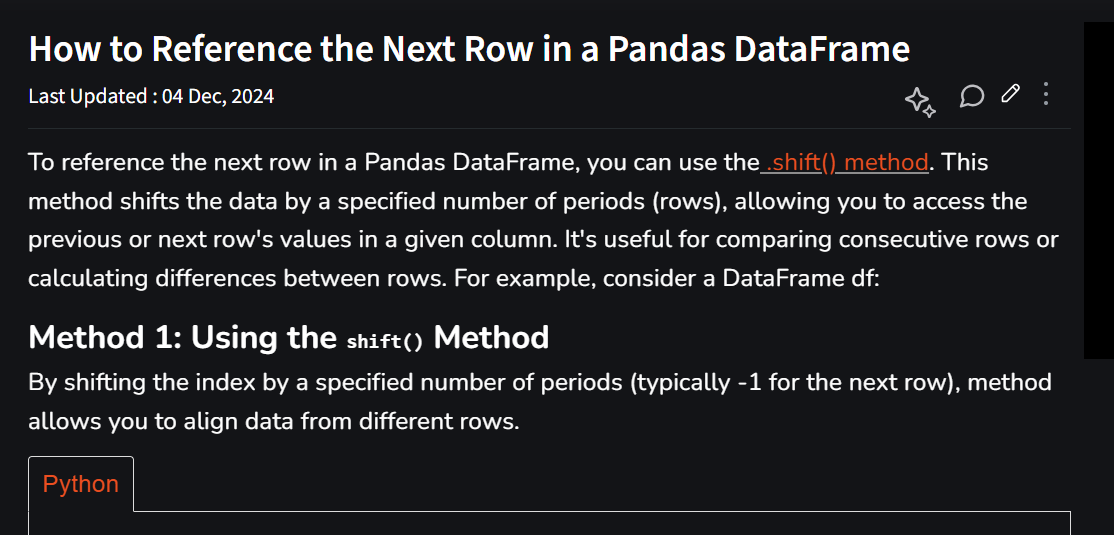 How to Reference the Next Row in a Pandas DataFrame
Last Updated : 04 Dec, 2024
To reference the next row in a Pandas DataFrame, you can use the .shift() method. This
method shifts the data by a specified number of periods (rows), allowing you to access the
previous or next row's values in a given column. It's useful for comparing consecutive rows or
calculating differences between rows. For example, consider a DataFrame df:
Method 1: Using the shift() Method
By shifting the index by a specified number of periods (typically -1 for the next row), method
allows you to align data from different rows.
Python